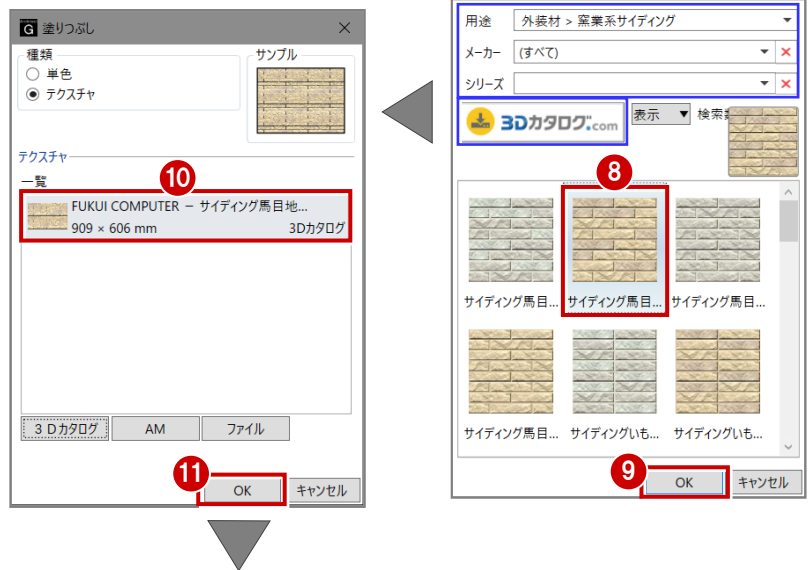 塗りつぶし
種類
単色
テクスチャ
サンプル
テクスチャ
一覧
10
FUKUI COMPUTER － サイディング馬目地...
909 × 606 mm 3Dカタログ
３Ｄカタログ AM ファイル
11
OK キャンセル
用途 外装材 > 窯業系サイディング
メーカー (すべて)
シリーズ
3Dカタログ.com 表示 検索
8
サイディング馬目... サイディング馬目... サイディング馬目...
サイディング馬目... サイディングいも... サイディングいも...
9
OK キャンセル